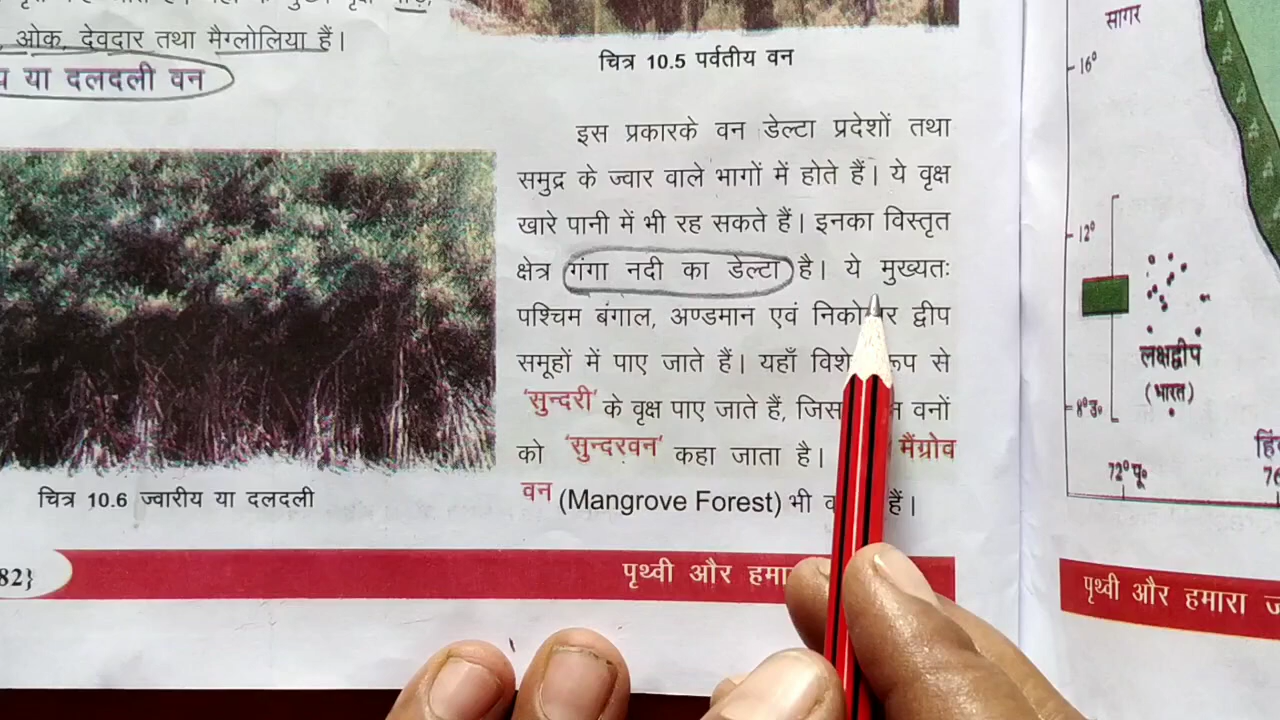 ओक, देवदार तथा मैग्लोलिया हैं।
या दलदली वन
चित्र 10.5 पर्वतीय वन
इस प्रकारके वन डेल्टा प्रदेशों तथा
समुद्र के ज्वार वाले भागों में होते हैं। ये वृक्ष
खारे पानी में भी रह सकते हैं। इनका विस्तृत
क्षेत्र गंगा नदी का डेल्टा है। ये मुख्यतः
पश्चिम बंगाल, अण्डमान एवं द्वीप
समूहों में पाए जाते हैं। यहाँ से
'सुन्दरी' के वृक्ष पाए जाते हैं, वनों
को 'सुन्दरवन' कहा जाता है। मैंग्रोव
वन (Mangrove Forest) भी हैं।
चित्र 10.6 ज्वारीय या दलदली
82}
पृथ्वी और
सागर
16°
12°
लक्षद्वीप
(भारत)
8°उ.
72°पू.
पृथ्वी और हमारा